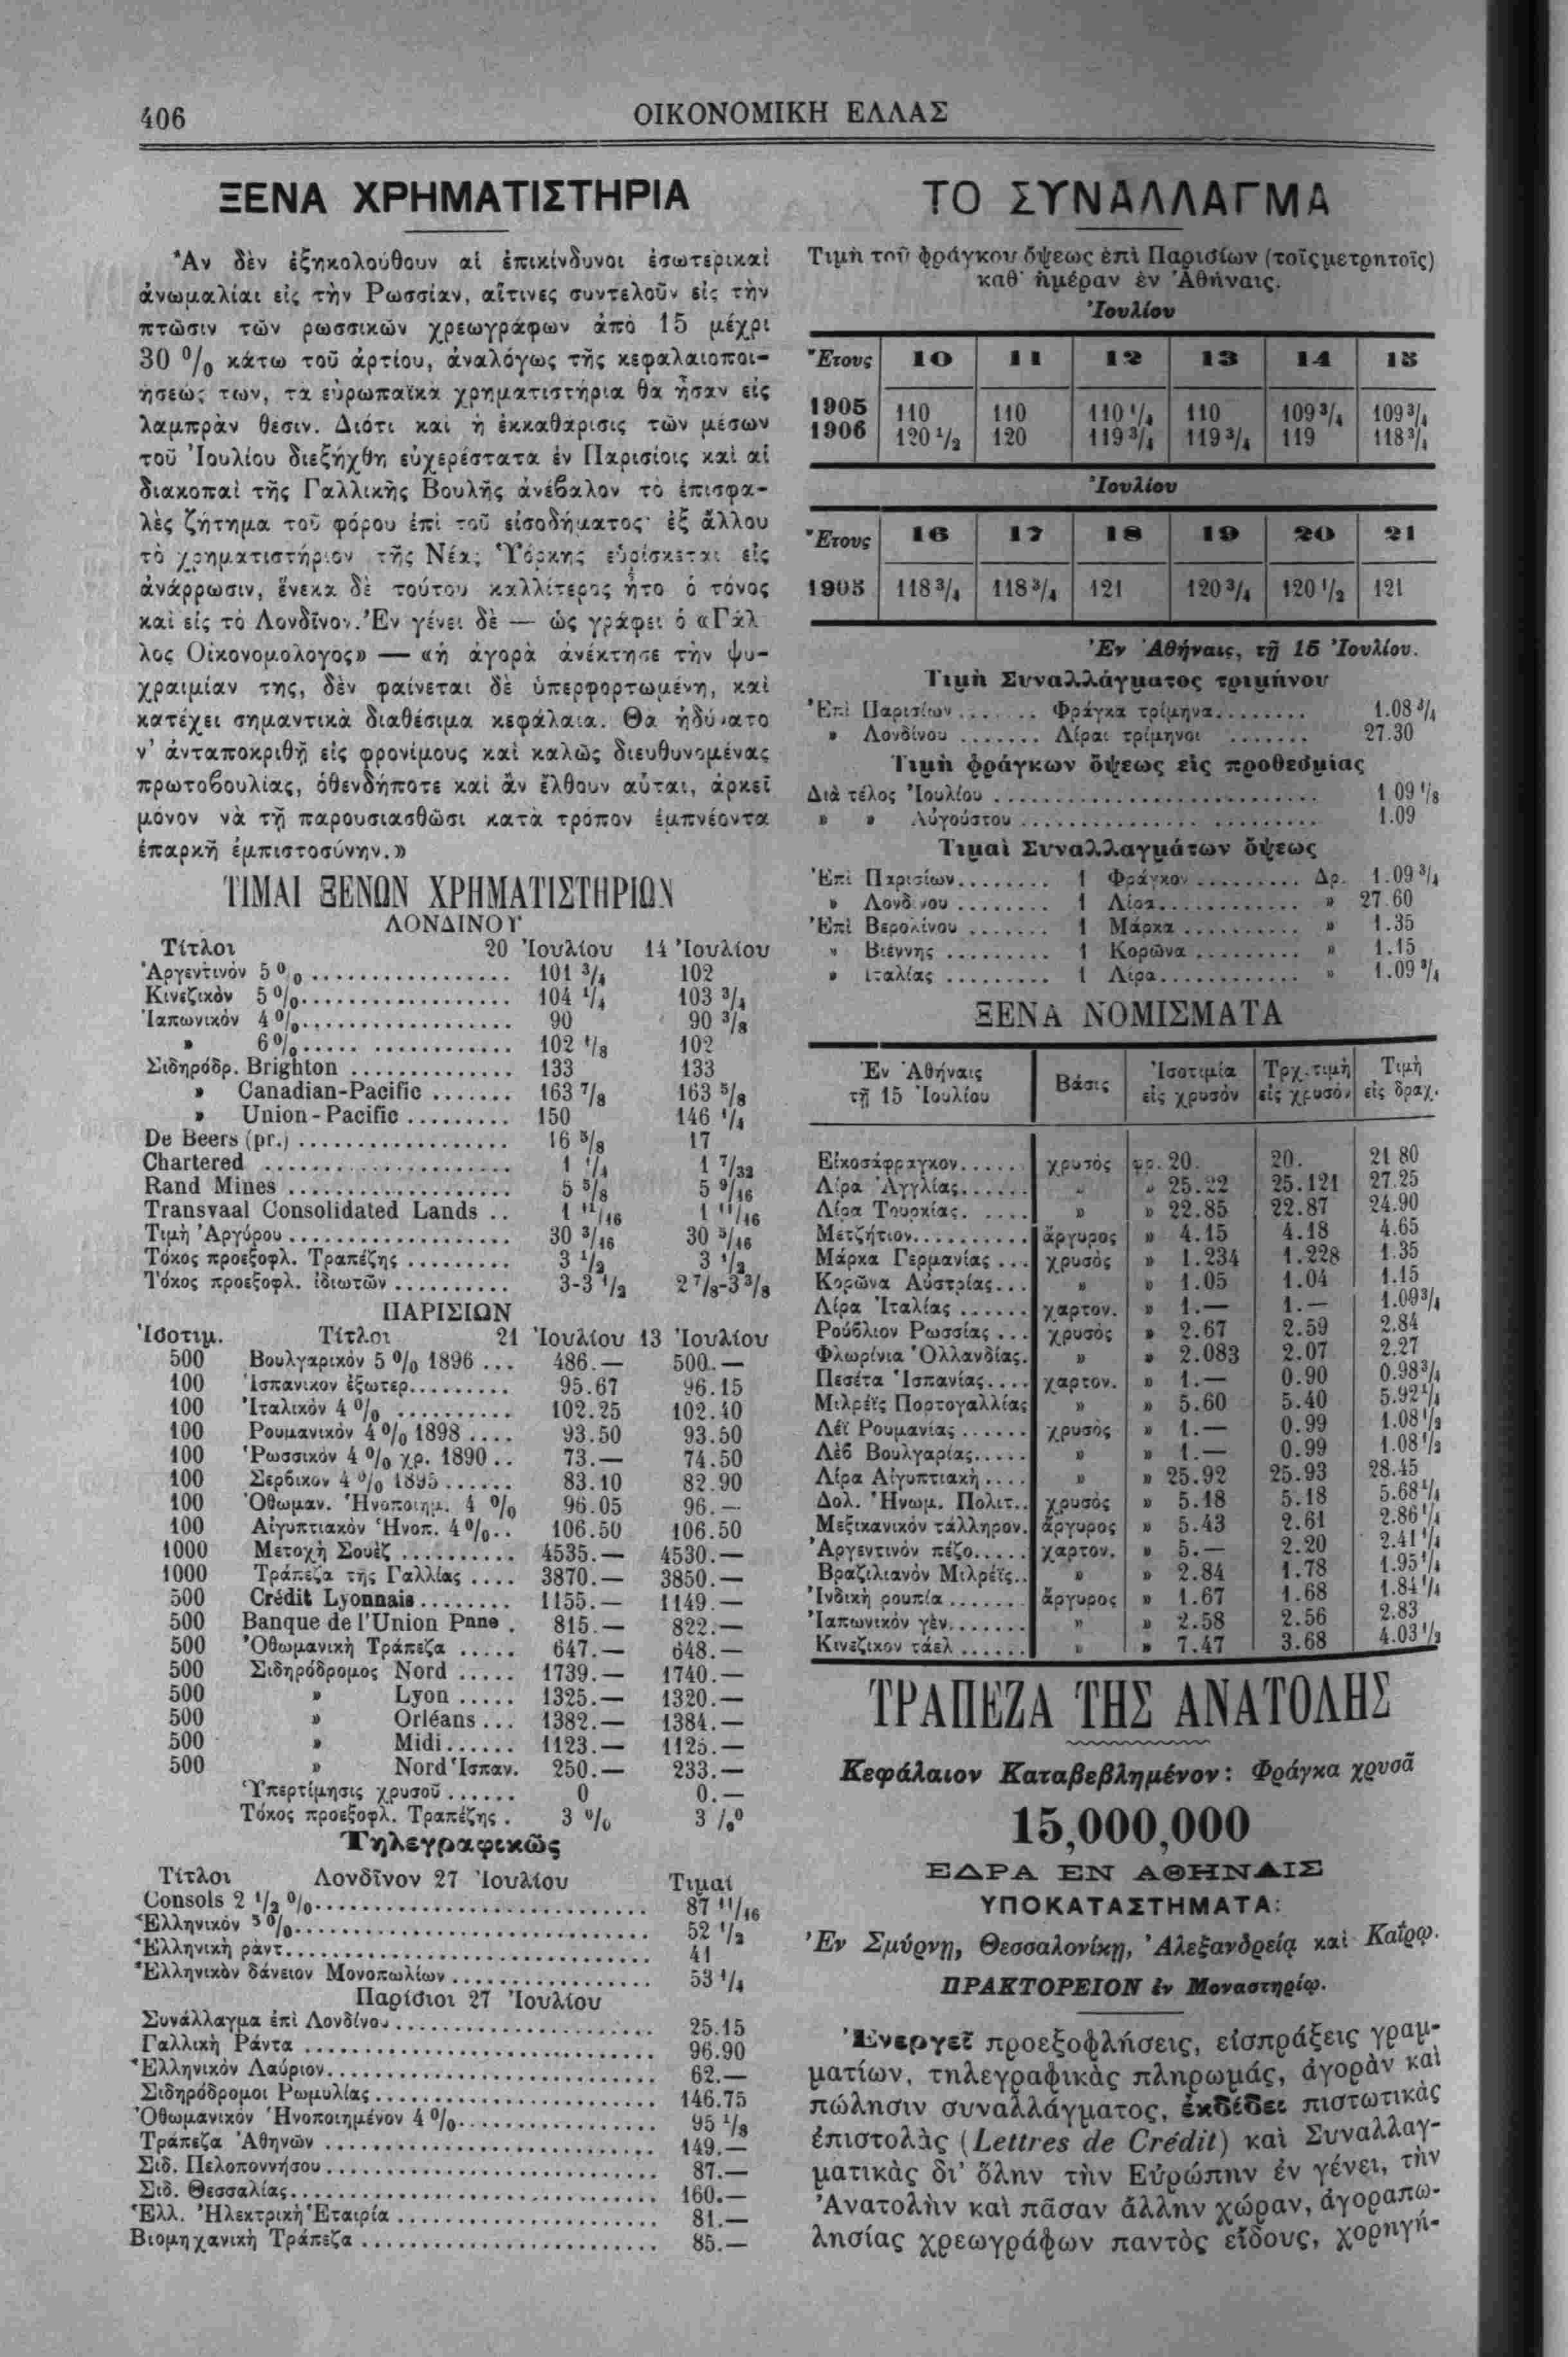 406
ΟΙΚΟΝΟΜΙΚΗ ΕΛΛΑΣ
ΞΕΝΑ ΧΡΗΜΑΤΙΣΤΗΡΙΑ
Ἂν δὲν ἐξηκολούθουν αἱ ἐπικίνδυνοι ἐσωτερικαὶ
ἀνωμαλίαι εἰς τὴν Ρωσσίαν, αἵτινες συντελοῦν εἰς τὴν
πτῶσιν τῶν ρωσσικῶν χρεωγράφων ἀπὸ 15 μέχρι
30 % κάτω τοῦ ἀρτίου, ἀναλόγως τῆς κεφαλαιοποι-
ήσεώς των, τὰ εὐρωπαϊκὰ χρηματιστήρια θὰ ἦσαν εἰς
λαμπρὰν θέσιν. Διότι καὶ ἡ ἐκκαθάρισις τῶν μέσων
τοῦ Ἰουλίου διεξήχθη εὐχερέστατα ἐν Παρισίοις καὶ αἱ
διακοπαὶ τῆς Γαλλικῆς Βουλῆς ἀνέβαλον τὸ ἐπισφα-
λὲς ζήτημα τοῦ φόρου ἐπὶ τοῦ εἰσοδήματος· ἐξ ἄλλου
τὸ χρηματιστήριον τῆς Νέας Ὑόρκης εὑρίσκεται εἰς
ἀνάρρωσιν, ἕνεκα δὲ τούτου καλλίτερος ἦτο ὁ τόνος
καὶ εἰς τὸ Λονδῖνον. Ἐν γένει δὲ — ὡς γράφει ὁ «Γάλ
λος Οἰκονομολόγος» — «ἡ ἀγορὰ ἀνέκτησε τὴν ψυ-
χραιμίαν της, δὲν φαίνεται δὲ ὑπερφορτωμένη, καὶ
κατέχει σημαντικὰ διαθέσιμα κεφάλαια. Θὰ ἠδύνατο
ν' ἀνταποκριθῇ εἰς φρονίμους καὶ καλῶς διευθυνομένας
πρωτοβουλίας, ὁθενδήποτε καὶ ἂν ἔλθουν αὗται, ἀρκεῖ
μόνον νὰ τῇ παρουσιασθῶσι κατὰ τρόπον ἐμπνέοντα
ἐπαρκῆ ἐμπιστοσύνην.»
ΤΙΜΑΙ ΞΕΝΩΝ ΧΡΗΜΑΤΙΣΤΗΡΙΩΝ
ΛΟΝΔΙΝΟΥ
Τίτλοι 20 Ἰουλίου 14 Ἰουλίου
Ἀργεντινόν 5 % 101 3/4 102
Κινεζικὸν 5 % 104 1/4 103 3/4
Ἰαπωνικόν 4 % 90 90 3/8
» 6 % 102 1/8 102
Σιδηρόδρ. Brighton 133 133
» Canadian-Pacific 163 7/8 163 5/8
» Union-Pacific 150 146 1/4
De Beers (pr.) 16 5/8 17
Chartered 1 1/4 1 7/32
Rand Mines 5 5/8 5 9/16
Transvaal Consolidated Lands .. 1 11/16 1 11/16
Τιμὴ Ἀργύρου 30 3/16 30 5/16
Τόκος προεξοφλ. Τραπέζης 3 1/2 3 1/2
Τόκος προεξοφλ. ἰδιωτῶν 3-3 1/2 2 7/8-3 3/8
ΠΑΡΙΣΙΩΝ
Ἰσοτιμ. Τίτλοι 21 Ἰουλίου 13 Ἰουλίου
500 Βουλγαρικόν 5 % 1896 ... 486.— 500.—
100 Ἱσπανικον ἐξωτερ. 95.67 96.15
100 Ἰταλικὸν 4 % 102.25 102.40
100 Ρουμανικὸν 4 % 1898 .... 93.50 93.50
100 Ῥωσσικὸν 4 % χρ. 1890 .. 73.— 74.50
100 Σερβικον 4 % 1895 83.10 82.90
100 Ὀθωμαν. Ἡνοποιημ. 4 % 96.05 96.—
100 Αἰγυπτιακὸν Ἡνοπ. 4 % .. 106.50 106.50
1000 Μετοχὴ Σουὲζ 4535.— 4530.—
1000 Τράπεζα τῆς Γαλλίας .... 3870.— 3850.—
500 Crédit Lyonnais 1155.— 1149.—
500 Banque de l'Union Pnne . 815.— 822.—
500 Ὀθωμανικὴ Τράπεζα 647.— 648.—
500 Σιδηρόδρομος Nord 1739.— 1740.—
500 » Lyon 1325.— 1320.—
500 » Orléans ... 1382.— 1384.—
500 » Midi 1123.— 1125.—
500 » Nord Ἱσπαν. 250.— 233.—
Ὑπερτίμησις χρυσοῦ 0 0.—
Τόκος προεξοφλ. Τραπέζης . 3 % 3 %
Τηλεγραφικῶς
Τίτλοι Λονδῖνον 27 Ἰουλίου Τιμαί
Consols 2 1/2 % 87 11/16
Ἑλληνικόν 5 % 52 1/2
Ἑλληνικὴ ράντ. 41
Ἑλληνικὸν δάνειον Μονοπωλίων 53 1/4
Παρίσιοι 27 Ἰουλίου
Συνάλλαγμα ἐπὶ Λονδίνου 25.15
Γαλλικὴ Ράντα 96.90
Ἑλληνικὸν Λαύριον 62.—
Σιδηρόδρομοι Ρωμυλίας 146.75
Ὀθωμανικὸν Ἡνοποιημένον 4 % 95 1/8
Τράπεζα Ἀθηνῶν 149.—
Σιδ. Πελοποννήσου 87.—
Σιδ. Θεσσαλίας 160.—
Ἑλλ. Ἠλεκτρικὴ Ἑταιρία 81.—
Βιομηχανικὴ Τράπεζα 85.—
ΤΟ ΣΥΝΑΛΛΑΓΜΑ
Τιμὴ τοῦ φράγκου ὄψεως ἐπὶ Παρισίων (τοῖς μετρητοῖς)
καθ' ἡμέραν ἐν Ἀθήναις.
Ἰουλίου
Ἔτους 10 11 12 13 14 15
1905 110 110 110 1/4 110 109 3/4 109 3/4
1906 120 1/2 120 119 3/4 119 3/4 119 118 3/4
Ἰουλίου
Ἔτους 16 17 18 19 20 21
1905 118 3/4 118 3/4 121 120 3/4 120 1/2 121
Ἐν Ἀθήναις, τῇ 15 Ἰουλίου.
Τιμὴ Συναλλάγματος τριμήνου
Ἐπὶ Παρισίων Φράγκα τρίμηνα 1.08 3/4
» Λονδίνου Λίραι τρίμηνοι 27.30
Τιμὴ φράγκων ὄψεως εἰς προθεσμίας
Διὰ τέλος Ἰουλίου 1 09 1/8
» » Αὐγούστου 1.09
Τιμαὶ Συναλλαγμάτων ὄψεως
Ἐπὶ Παρισίων 1 Φράγκον Δρ. 1.09 3/4
» Λονδίνου 1 Λίρα » 27.60
Ἐπὶ Βερολίνου 1 Μάρκα » 1.35
» Βιέννης 1 Κορῶνα » 1.15
» Ἰταλίας 1 Λίρα » 1.09 3/4
ΞΕΝΑ ΝΟΜΙΣΜΑΤΑ
Ἐν Ἀθήναις Βάσις Ἰσοτιμία Τρχ. τιμὴ Τιμὴ
τῇ 15 Ἰουλίου εἰς χρυσὸν εἰς χρυσὸν εἰς δραχ.
Εἰκοσάφραγκον χρυσός φρ. 20. 20. 21 80
Λίρα Ἀγγλίας » » 25.22 25.121 27.25
Λίρα Τουρκίας » » 22.85 22.87 24.90
Μετζήτιον ἄργυρος » 4.15 4.18 4.65
Μάρκα Γερμανίας ... χρυσὸς » 1.234 1.228 1.35
Κορῶνα Αὐστρίας... » » 1.05 1.04 1.15
Λίρα Ἰταλίας χαρτον. » 1.— 1.— 1.09 3/4
Ρούβλιον Ρωσσίας ... χρυσὸς » 2.67 2.59 2.84
Φλωρίνια Ὁλλανδίας. » » 2.083 2.07 2.27
Πεσέτα Ἱσπανίας.... χαρτον. » 1.— 0.90 0.98 3/4
Μιλρέϊς Πορτογαλλίας » » 5.60 5.40 5.92 1/4
Λέϊ Ρουμανίας χρυσὸς » 1.— 0.99 1.08 1/2
Λὲβ Βουλγαρίας » » 1.— 0.99 1.08 1/2
Λίρα Αἰγυπτιακὴ .... » » 25.92 25.93 28.45
Δολ. Ἡνωμ. Πολιτ.. χρυσὸς » 5.18 5.18 5.68 1/4
Μεξικανικὸν τάλληρον. ἄργυρος » 5.43 2.61 2.86 1/4
Ἀργεντινὸν πέζο χαρτον. » 5.— 2.20 2.41 1/4
Βραζιλιανὸν Μιλρέϊς.. » » 2.84 1.78 1.95 1/4
Ἰνδικὴ ρουπία ἄργυρος » 1.67 1.68 1.84 1/4
Ἰαπωνικόν γὲν » » 2.58 2.56 2.83
Κινεζικον τάελ » » 7.47 3.68 4.03 1/2
ΤΡΑΠΕΖΑ ΤΗΣ ΑΝΑΤΟΛΗΣ
Κεφάλαιον Καταβεβλημένον: Φράγκα χρυσᾶ
15,000,000
ΕΔΡΑ ΕΝ ΑΘΗΝΑΙΣ
ΥΠΟΚΑΤΑΣΤΗΜΑΤΑ:
Ἐν Σμύρνῃ, Θεσσαλονίκῃ, Ἀλεξανδρείᾳ καὶ Καΐρῳ.
ΠΡΑΚΤΟΡΕΙΟΝ ἐν Μοναστηρίῳ.
Ἐνεργεῖ προεξοφλήσεις, εἰσπράξεις γραμ-
ματίων, τηλεγραφικὰς πληρωμάς, ἀγορὰν καὶ
πώλησιν συναλλάγματος, ἐκδίδει πιστωτικὰς
ἐπιστολὰς (Lettres de Crédit) καὶ Συναλλαγ-
ματικὰς δι' ὅλην τὴν Εὐρώπην ἐν γένει, τὴν
Ἀνατολὴν καὶ πᾶσαν ἄλλην χώραν, ἀγοραπω-
λησίας χρεωγράφων παντὸς εἴδους, χορηγή-